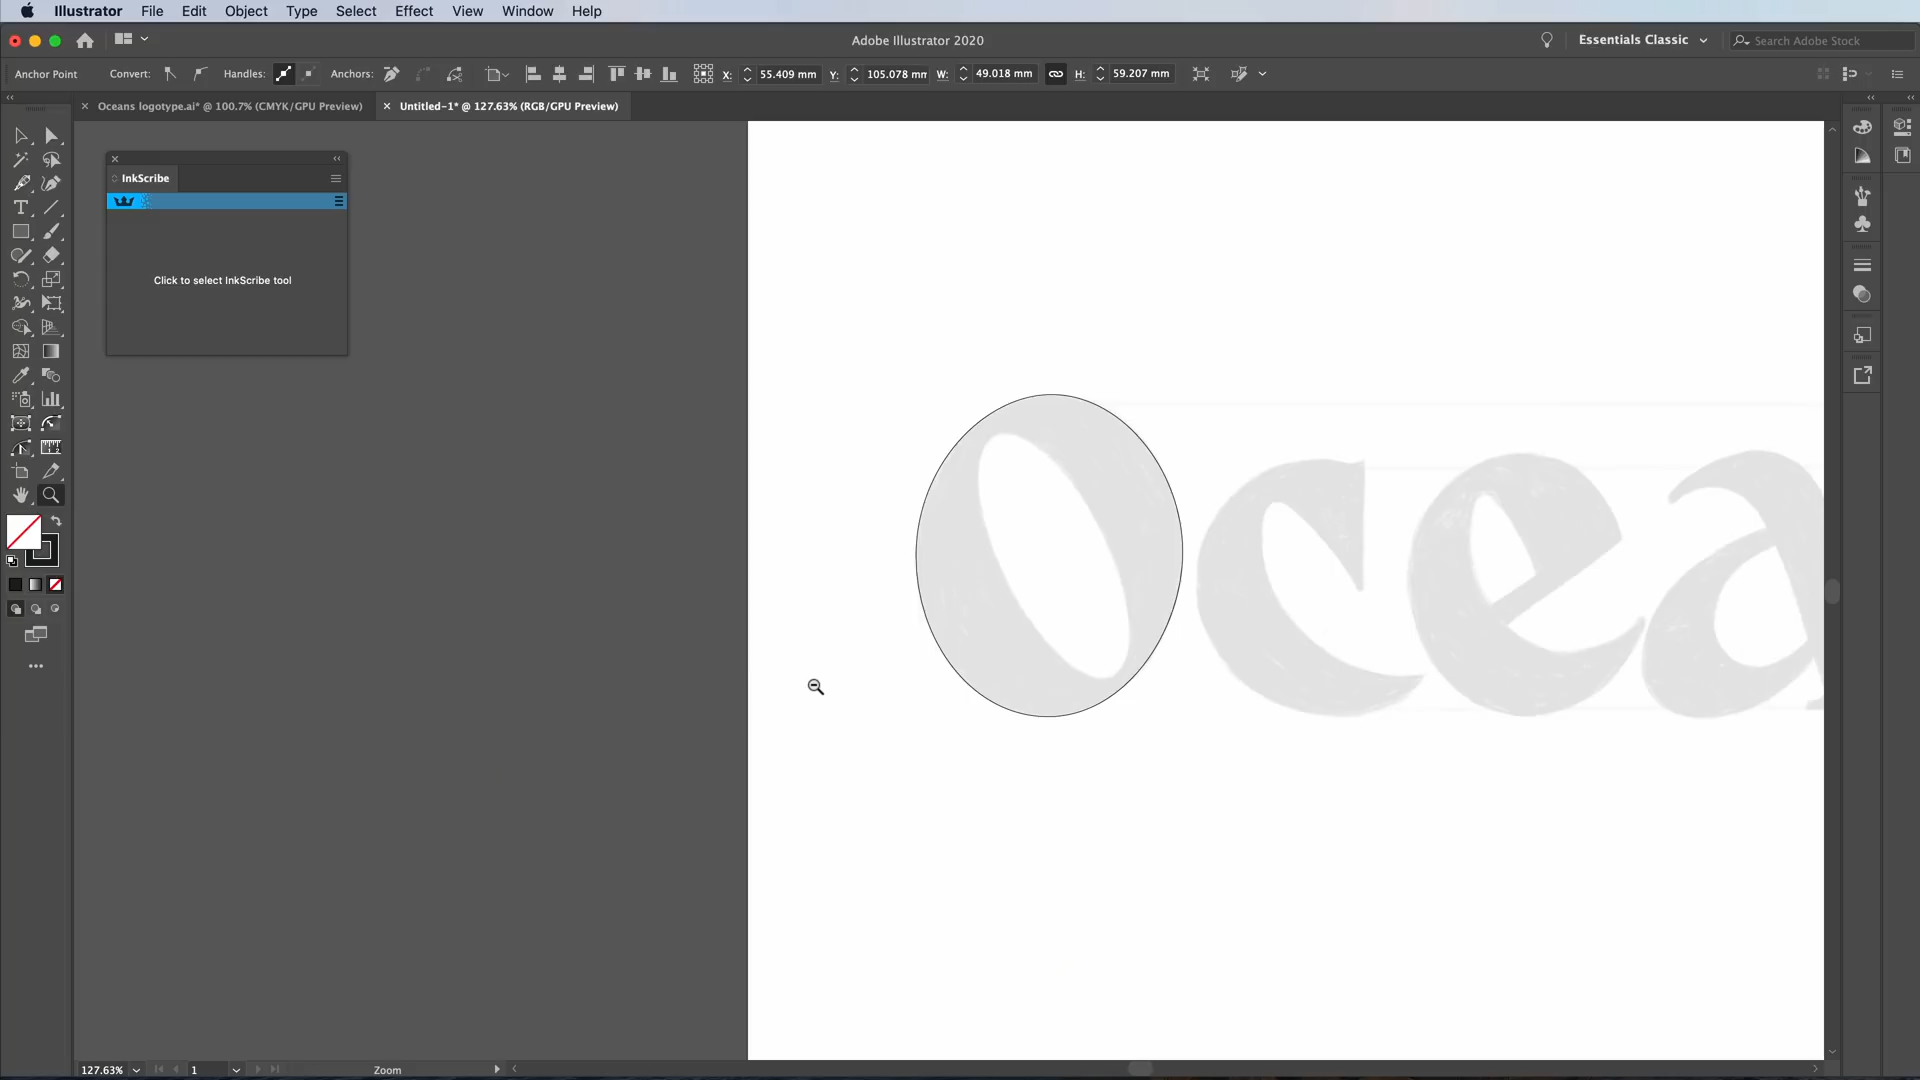 Illustrator File Edit Object Type Select Effect View Window Help
Adobe Illustrator 2020
Essentials Classic
Search Adobe Stock
Anchor Point Convert: Handles: Anchors: X: 55.409 mm Y: 105.078 mm W: 49.018 mm H: 59.207 mm
Oceans logotype.ai* @ 100.7% (CMYK/GPU Preview)
Untitled-1* @ 127.63% (RGB/GPU Preview)
InkScribe
Click to select InkScribe tool
Ocea
127.63% 1 Zoom